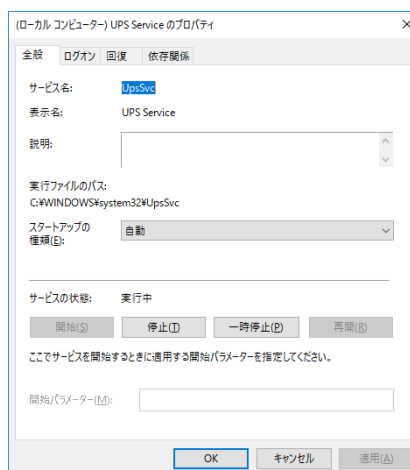 (ローカル コンピューター) UPS Service のプロパティ
全般 ログオン 回復 依存関係
サービス名: UpsSvc
表示名: UPS Service
説明:
実行ファイルのパス:
C:¥WINDOWS¥system32¥UpsSvc
スタートアップの
種類(E): 自動
サービスの状態: 実行中
開始(S) 停止(T) 一時停止(P) 再開(R)
ここでサービスを開始するときに適用する開始パラメーターを指定してください。
開始パラメーター(M):
OK キャンセル 適用(A)